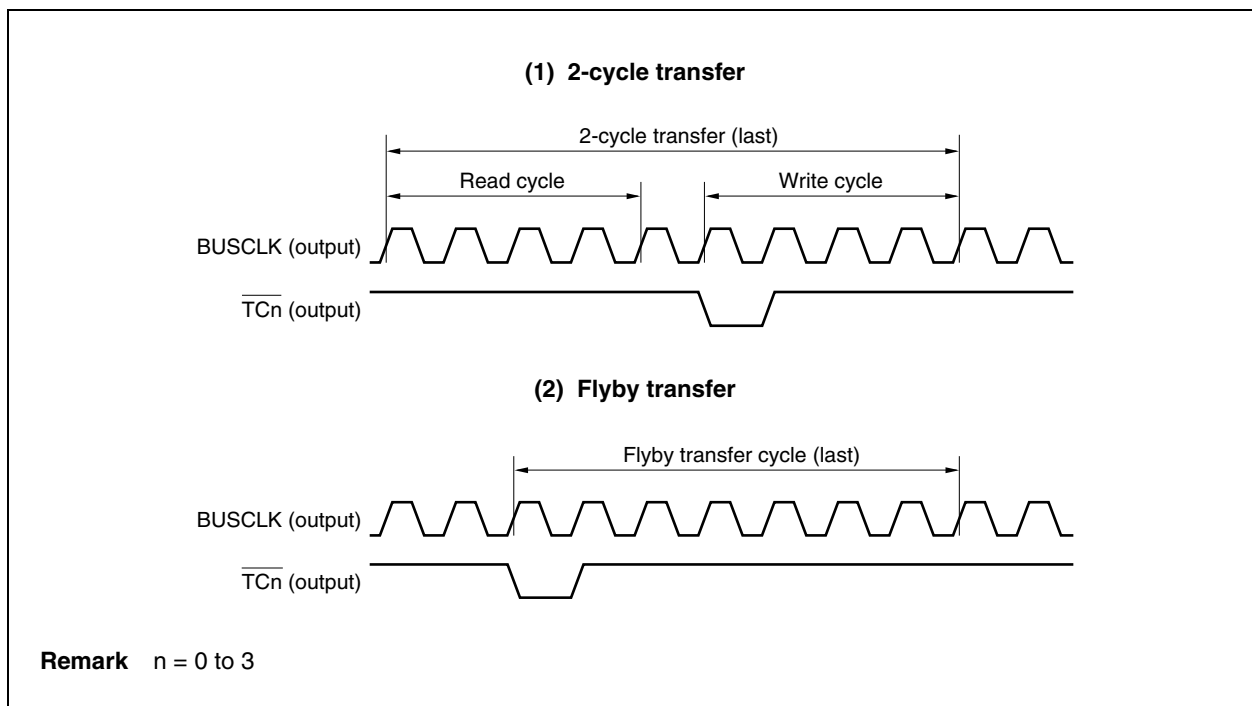 (1) 2-cycle transfer
2-cycle transfer (last)
Read cycle
Write cycle
BUSCLK (output)
TCn (output)
(2) Flyby transfer
Flyby transfer cycle (last)
BUSCLK (output)
TCn (output)
Remark n = 0 to 3